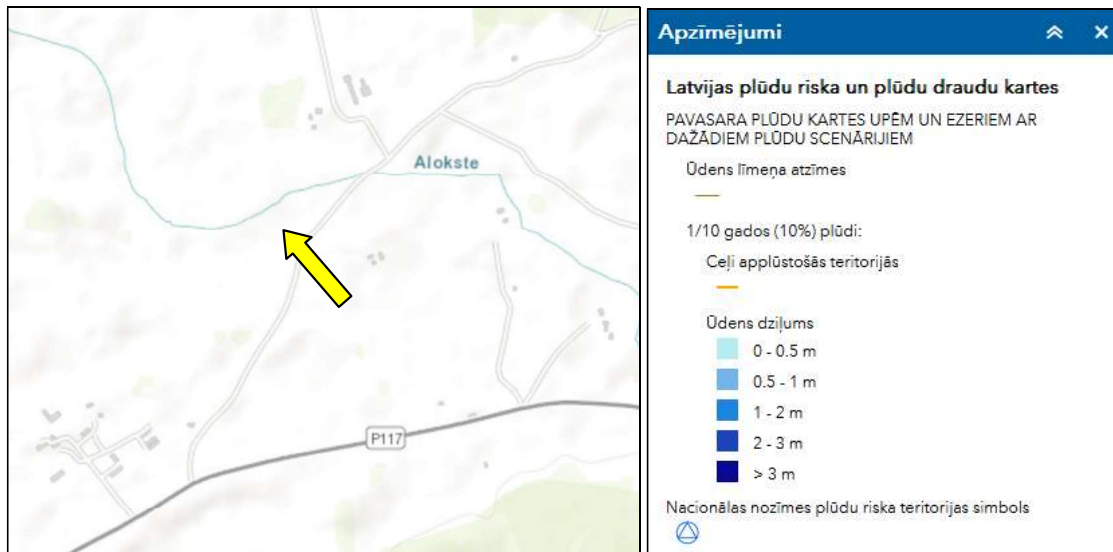 Alokste
P117
Apzīmējumi
Latvijas plūdu riska un plūdu draudu kartes
PAVASARA PLŪDU KARTES UPĒM UN EZERIEM AR
DAŽĀDIEM PLŪDU SCENĀRIJIEM
Ūdens līmeņa atzīmes
1/10 gados (10%) plūdi:
Ceļi applūstošās teritorijās
Ūdens dziļums
0 - 0.5 m
0.5 - 1 m
1 - 2 m
2 - 3 m
> 3 m
Nacionālas nozīmes plūdu riska teritorijas simbols